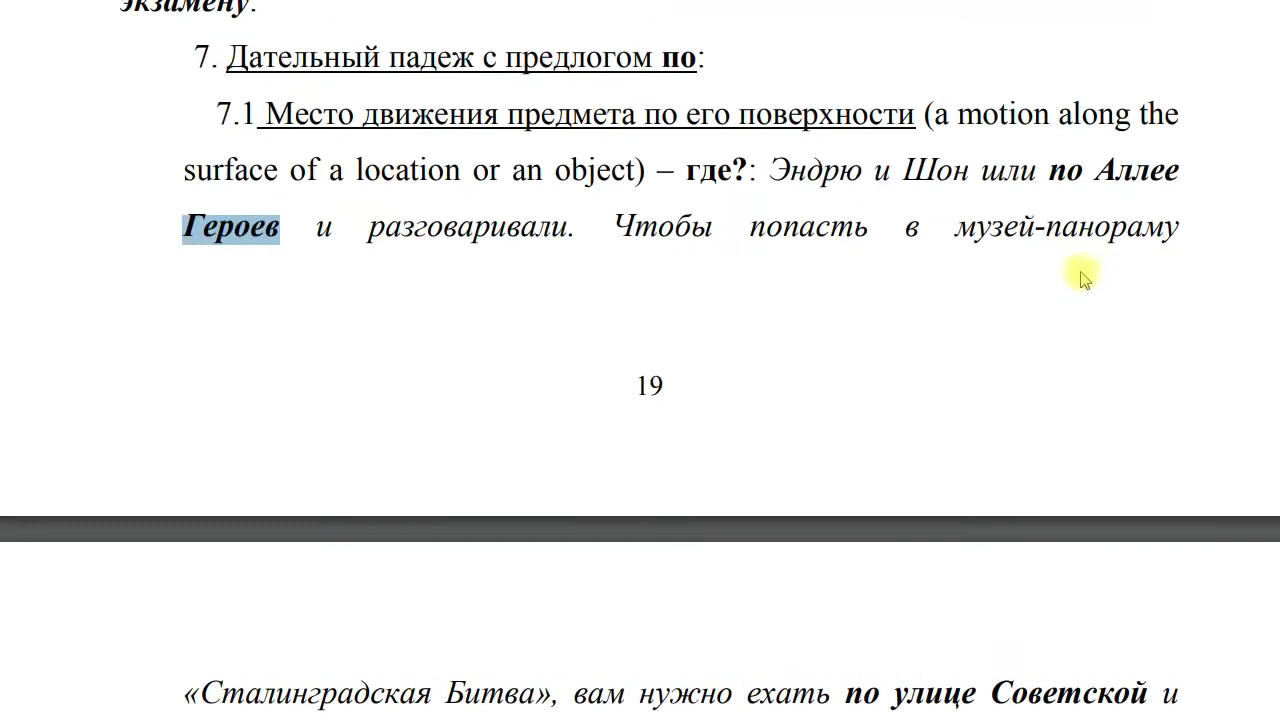 экзамену.
7. Дательный падеж с предлогом по:
7.1 Место движения предмета по его поверхности (a motion along the
surface of a location or an object) – где?: Эндрю и Шон шли по Аллее
Героев и разговаривали. Чтобы попасть в музей-панораму
19
«Сталинградская Битва», вам нужно ехать по улице Советской и